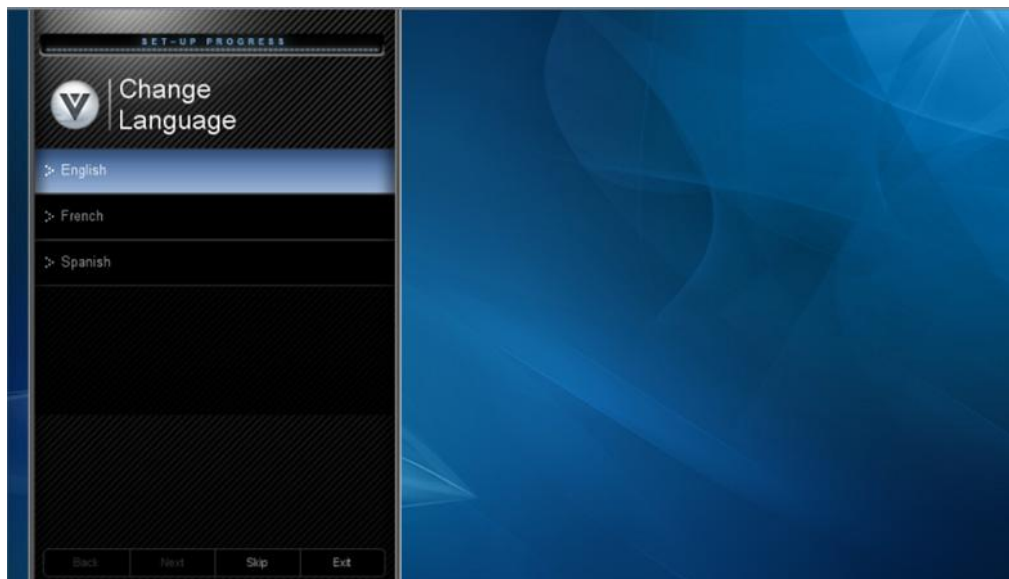 SET-UP PROGRESS
Change
Language
English
French
Spanish
Back Next Skip Exit